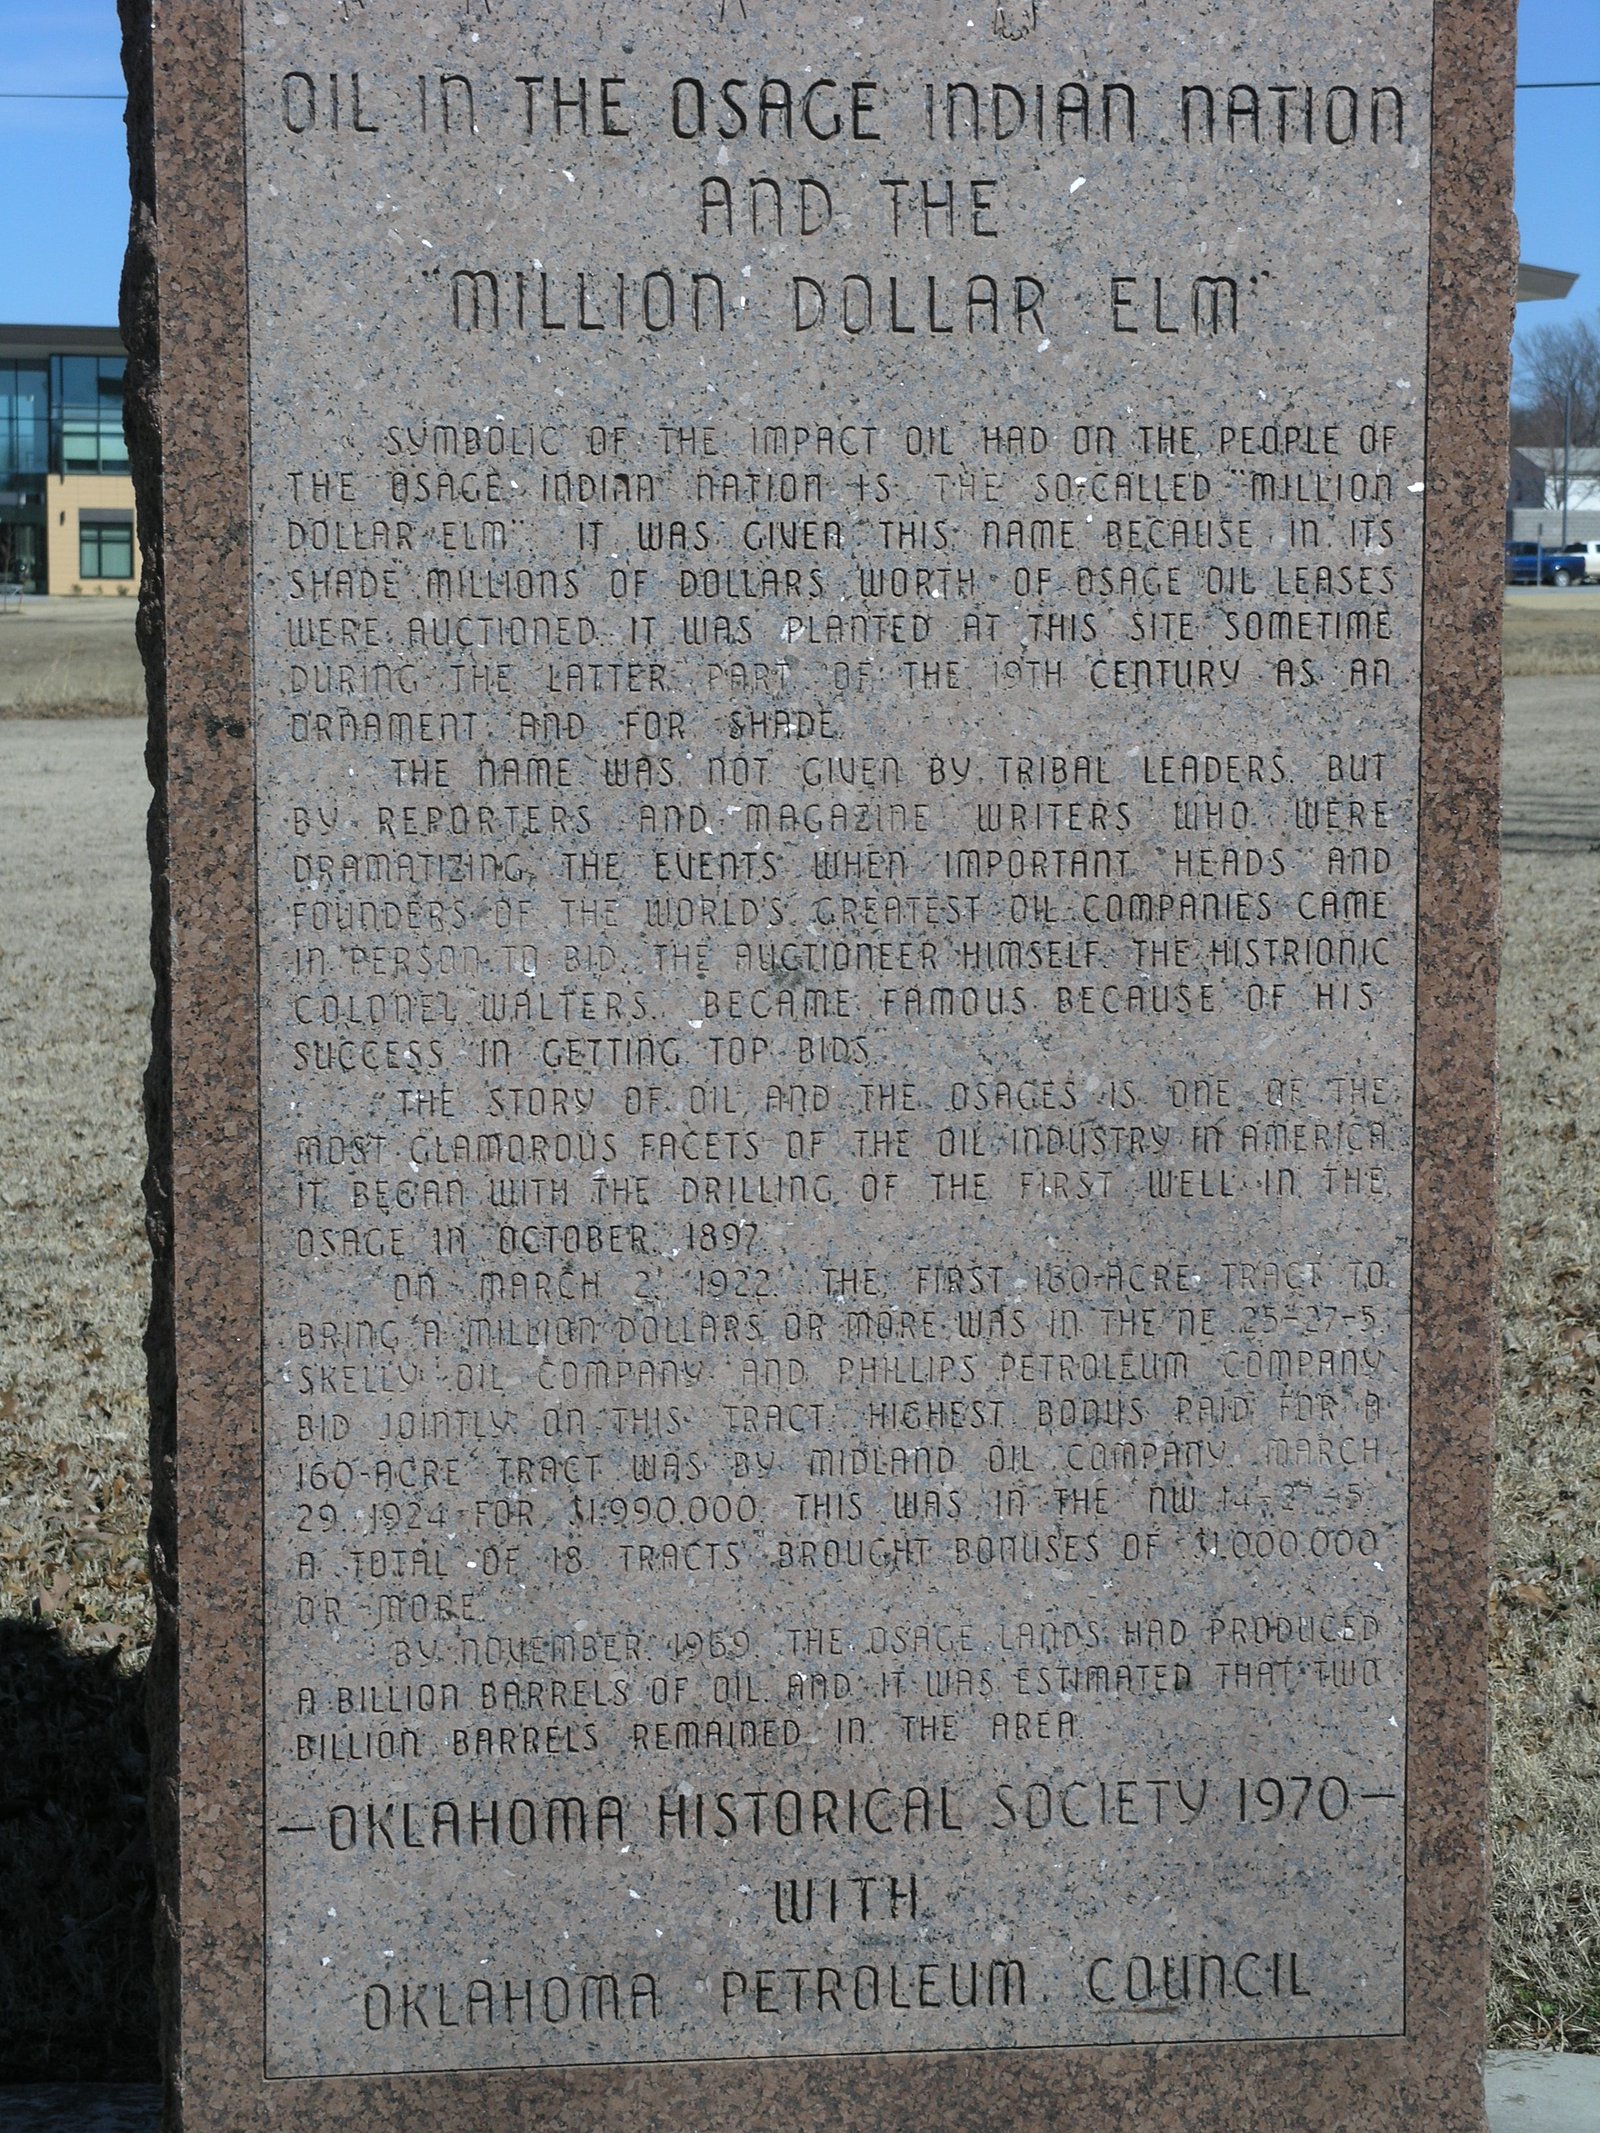 OIL IN THE OSAGE INDIAN NATION
AND THE
"MILLION DOLLAR ELM"
SYMBOLIC OF THE IMPACT OIL HAD ON THE PEOPLE OF
THE OSAGE INDIAN NATION IS THE SO-CALLED "MILLION
DOLLAR ELM". IT WAS GIVEN THIS NAME BECAUSE IN ITS
SHADE MILLIONS OF DOLLARS WORTH OF OSAGE OIL LEASES
WERE AUCTIONED. IT WAS PLANTED AT THIS SITE SOMETIME
DURING THE LATTER PART OF THE 19TH CENTURY AS AN
ORNAMENT AND FOR SHADE.
THE NAME WAS NOT GIVEN BY TRIBAL LEADERS, BUT
BY REPORTERS AND MAGAZINE WRITERS WHO WERE
DRAMATIZING THE EVENTS WHEN IMPORTANT HEADS AND
FOUNDERS OF THE WORLD'S GREATEST OIL COMPANIES CAME
IN PERSON TO BID. THE AUCTIONEER HIMSELF, THE HISTRIONIC
COLONEL WALTERS, BECAME FAMOUS BECAUSE OF HIS
SUCCESS IN GETTING TOP BIDS.
THE STORY OF OIL AND THE OSAGES IS ONE OF THE
MOST GLAMOROUS FACETS OF THE OIL INDUSTRY IN AMERICA.
IT BEGAN WITH THE DRILLING OF THE FIRST WELL IN THE
OSAGE IN OCTOBER, 1897.
ON MARCH 2, 1922, THE FIRST 160-ACRE TRACT TO
BRING A MILLION DOLLARS OR MORE WAS IN THE NE 25-27-5.
SKELLY OIL COMPANY AND PHILLIPS PETROLEUM COMPANY
BID JOINTLY ON THIS TRACT. HIGHEST BONUS PAID FOR A
160-ACRE TRACT WAS BY MIDLAND OIL COMPANY, MARCH
29, 1924 FOR $1,990,000. THIS WAS IN THE NW 14-27-5.
A TOTAL OF 18 TRACTS BROUGHT BONUSES OF $1,000,000
OR MORE.
BY NOVEMBER, 1969, THE OSAGE LANDS HAD PRODUCED
A BILLION BARRELS OF OIL AND IT WAS ESTIMATED THAT TWO
BILLION BARRELS REMAINED IN THE AREA.
—OKLAHOMA HISTORICAL SOCIETY 1970—
WITH
OKLAHOMA PETROLEUM COUNCIL